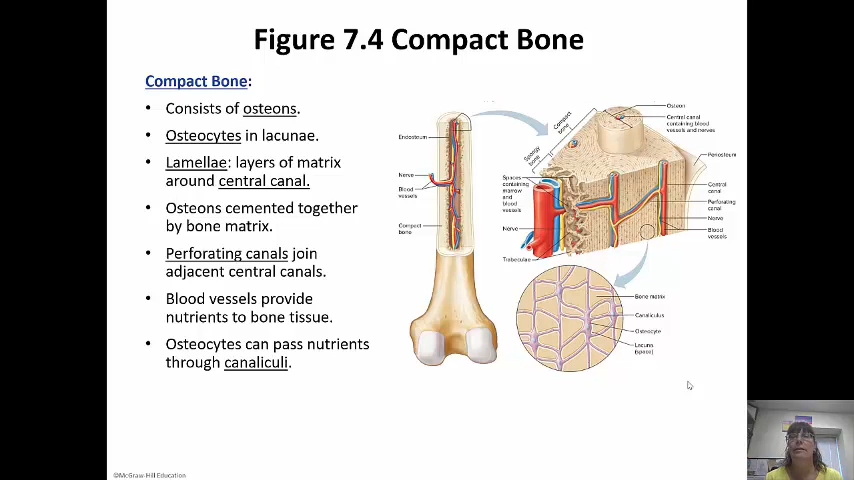 Figure 7.4 Compact Bone
Compact Bone:
• Consists of osteons.
• Osteocytes in lacunae.
• Lamellae: layers of matrix
around central canal.
• Osteons cemented together
by bone matrix.
• Perforating canals join
adjacent central canals.
• Blood vessels provide
nutrients to bone tissue.
• Osteocytes can pass nutrients
through canaliculi.
Endosteum
Nerve
Blood
vessels
Compact
bone
Spongy
bone
Compact
bone
Spaces
containing
marrow
and
blood
vessels
Nerve
Trabeculae
Osteon
Central canal
containing blood
vessels and nerves
Periosteum
Central
canal
Perforating
canal
Nerve
Blood
vessels
Bone matrix
Canaliculus
Osteocyte
Lacuna
(space)
©McGraw-Hill Education